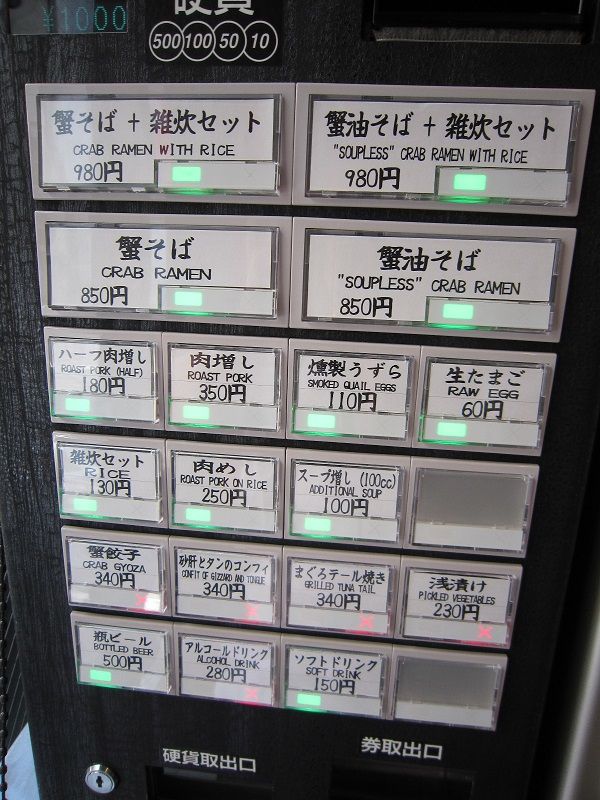 ¥1000
硬貨
500 100 50 10
蟹そば + 雑炊セット
CRAB RAMEN WITH RICE
980円
蟹油そば + 雑炊セット
"SOUPLESS" CRAB RAMEN WITH RICE
980円
蟹そば
CRAB RAMEN
850円
蟹油そば
"SOUPLESS" CRAB RAMEN
850円
ハーフ肉増し
ROAST PORK (HALF)
180円
肉増し
ROAST PORK
350円
燻製うずら
SMOKED QUAIL EGGS
110円
生たまご
RAW EGG
60円
雑炊セット
RICE
130円
肉めし
ROAST PORK ON RICE
250円
スープ増し (100cc)
ADDITIONAL SOUP
100円
蟹餃子
CRAB GYOZA
340円
砂肝とタンのコンフィ
CONFIT OF GIZZARD AND TONGUE
340円
まぐろテール焼き
GRILLED TUNA TAIL
340円
浅漬け
PICKLED VEGETABLES
230円
瓶ビール
BOTTLED BEER
500円
アルコールドリンク
ALCOHOL DRINK
280円
ソフトドリンク
SOFT DRINK
150円
硬貨取出口
券取出口